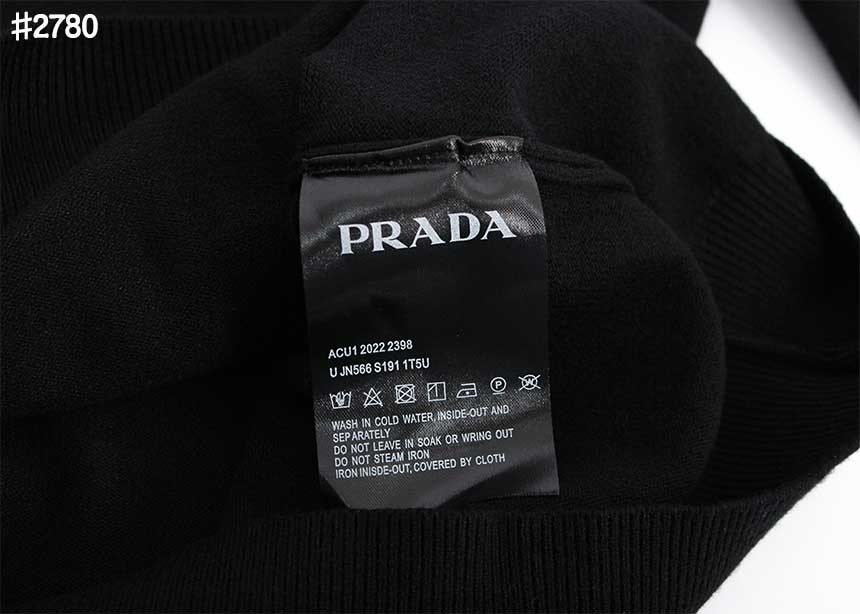 #2780
PRADA
ACU1 2022 2398
U JN566 S191 1T5U
WASH IN COLD WATER, INSIDE-OUT AND
SEPARATELY
DO NOT LEAVE IN SOAK OR WRING OUT
DO NOT STEAM IRON
IRON INISDE-OUT, COVERED BY CLOTH